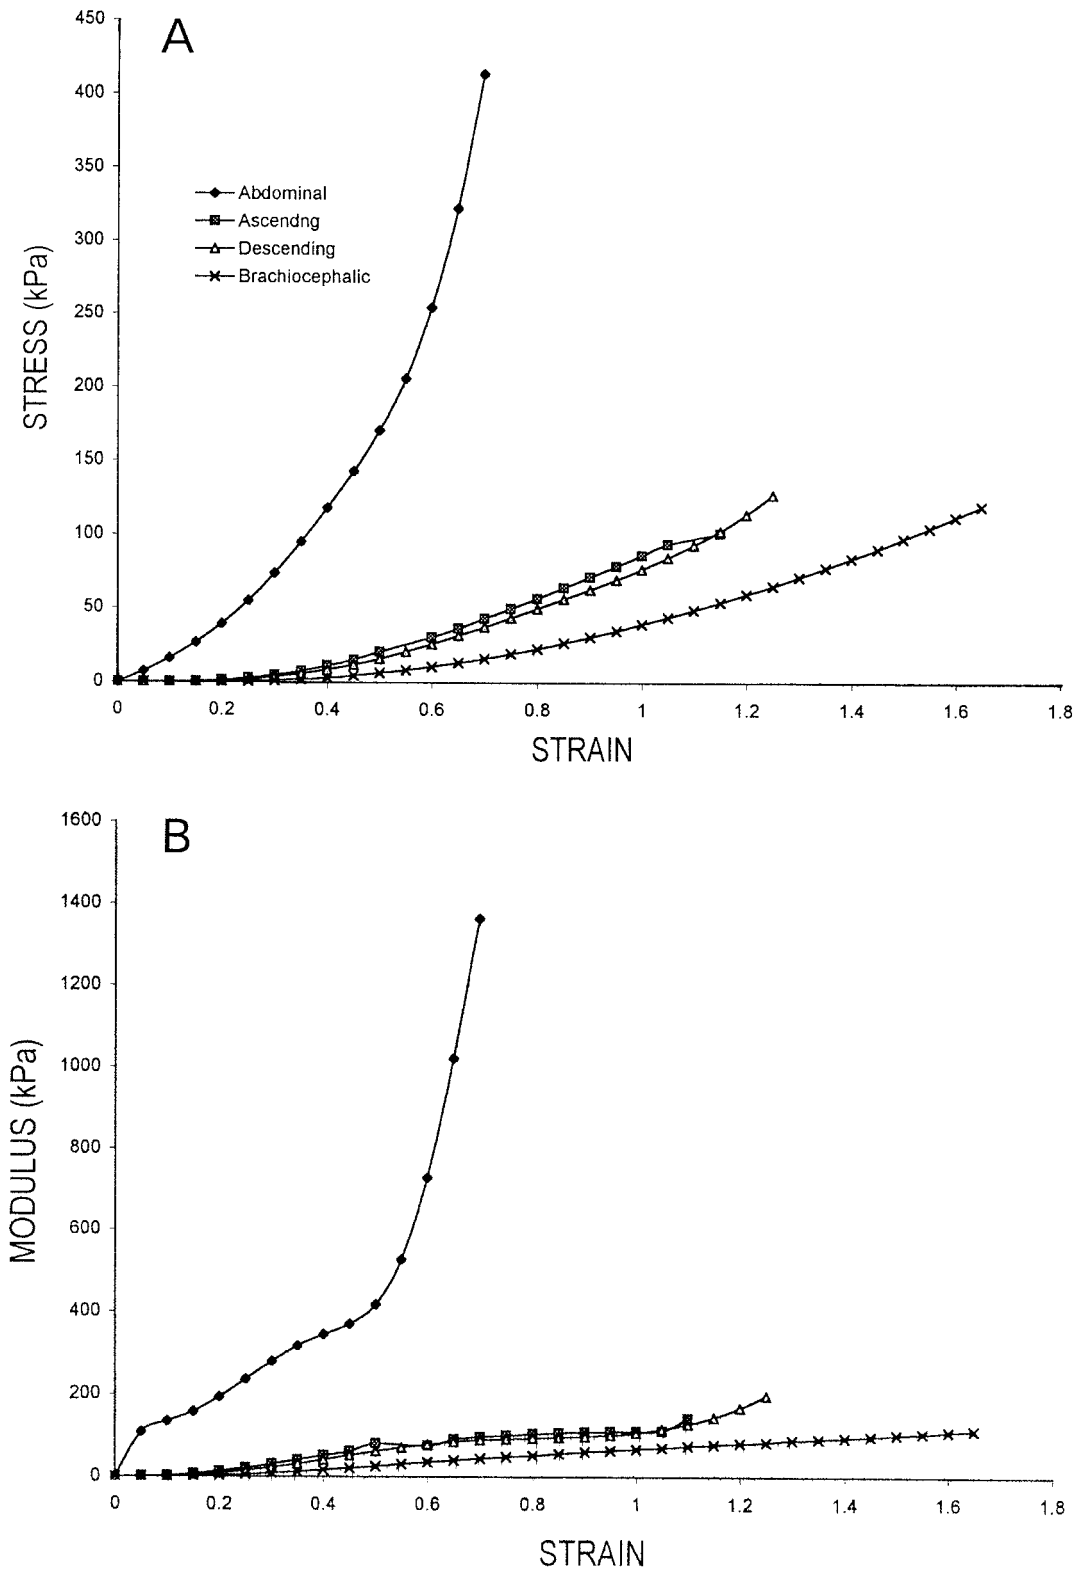 A
450
400
350
300
250
200
150
100
50
0
STRESS (kPa)
Abdominal
Ascendng
Descending
Brachiocephalic
0 0.2 0.4 0.6 0.8 1 1.2 1.4 1.6 1.8
STRAIN
B
1600
1400
1200
1000
800
600
400
200
0
MODULUS (kPa)
0 0.2 0.4 0.6 0.8 1 1.2 1.4 1.6 1.8
STRAIN